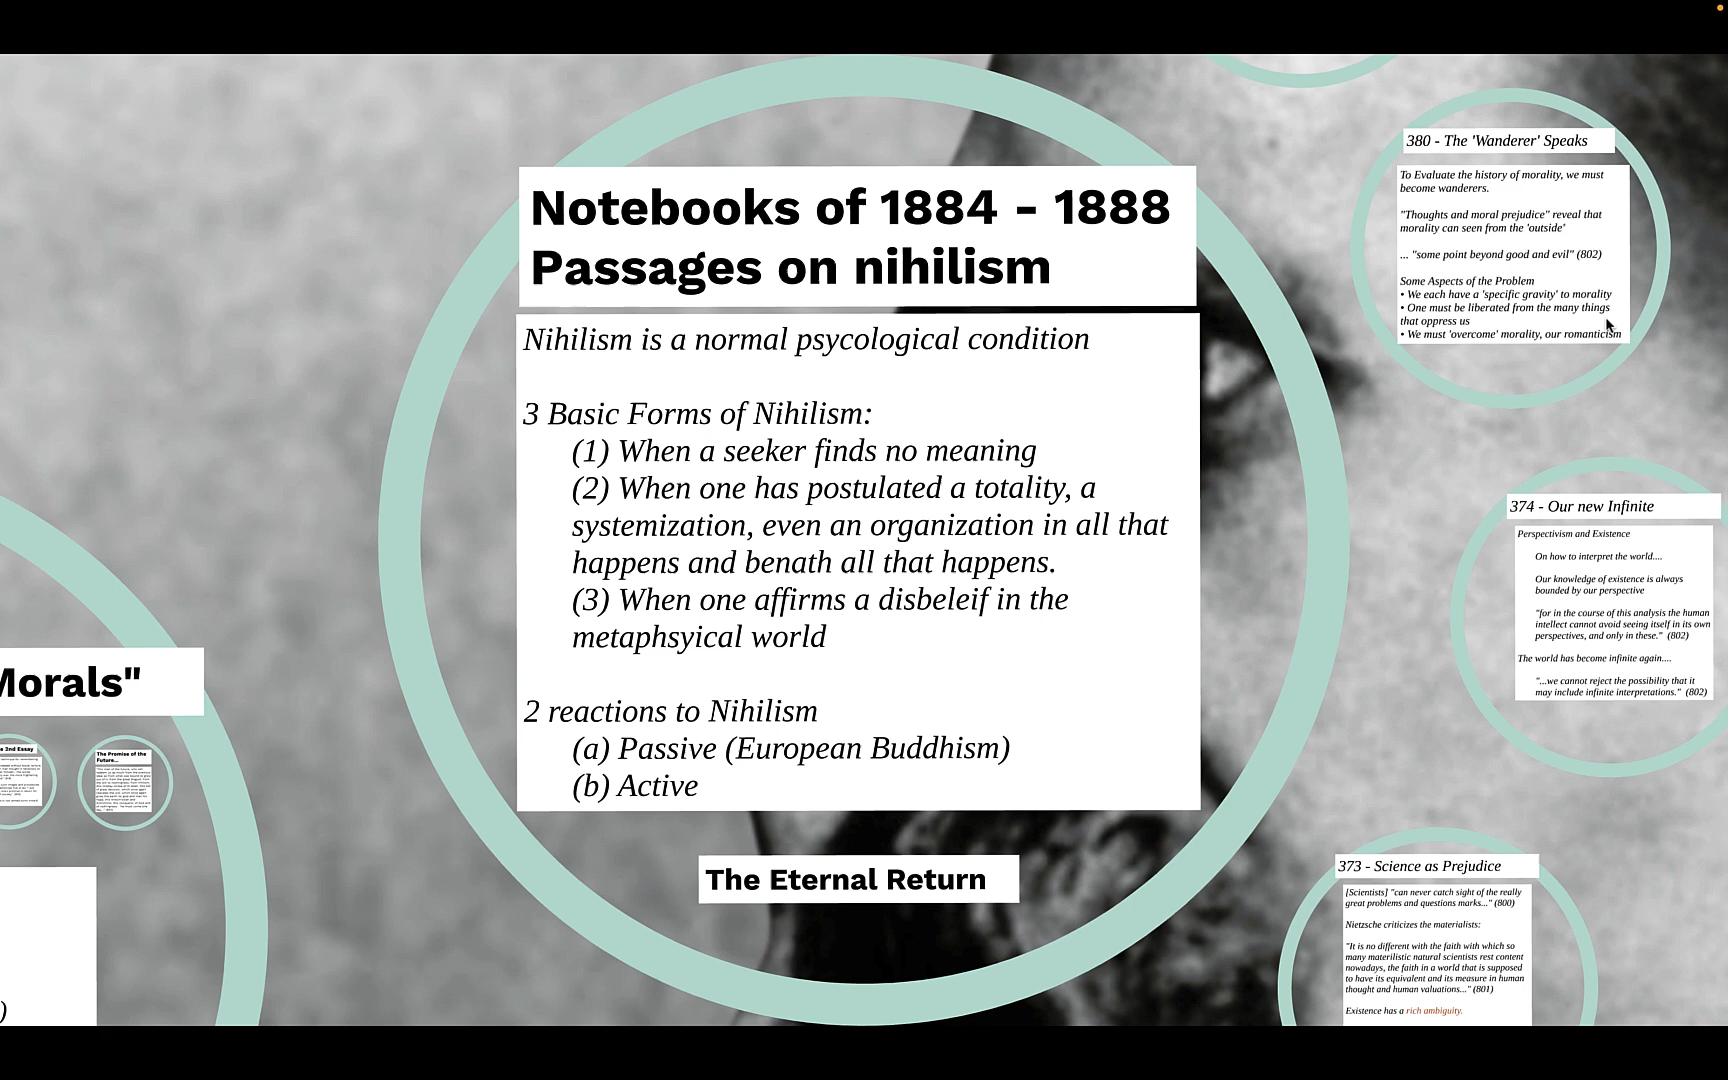 Notebooks of 1884 - 1888
Passages on nihilism
Nihilism is a normal psycological condition
3 Basic Forms of Nihilism:
(1) When a seeker finds no meaning
(2) When one has postulated a totality, a
systemization, even an organization in all that
happens and benath all that happens.
(3) When one affirms a disbeleif in the
metaphsyical world
2 reactions to Nihilism
(a) Passive (European Buddhism)
(b) Active
The Eternal Return
Morals"
2nd Essay
The Promise of the
Future...
)
380 - The 'Wanderer' Speaks
To Evaluate the history of morality, we must
become wanderers.
"Thoughts and moral prejudice" reveal that
morality can seen from the 'outside'
... "some point beyond good and evil" (802)
Some Aspects of the Problem
• We each have a 'specific gravity' to morality
• One must be liberated from the many things
that oppress us
• We must 'overcome' morality, our romanticism
374 - Our new Infinite
Perspectivism and Existence
On how to interpret the world....
Our knowledge of existence is always
bounded by our perspective
"for in the course of this analysis the human
intellect cannot avoid seeing itself in its own
perspectives, and only in these." (802)
The world has become infinite again....
"...we cannot reject the possibility that it
may include infinite interpretations." (802)
373 - Science as Prejudice
[Scientists] "can never catch sight of the really
great problems and questions marks..." (800)
Nietzsche criticizes the materialists:
"It is no different with the faith with which so
many materilistic natural scientists rest content
nowadays, the faith in a world that is supposed
to have its equivalent and its measure in human
thought and human valuations..." (801)
Existence has a rich ambiguity.